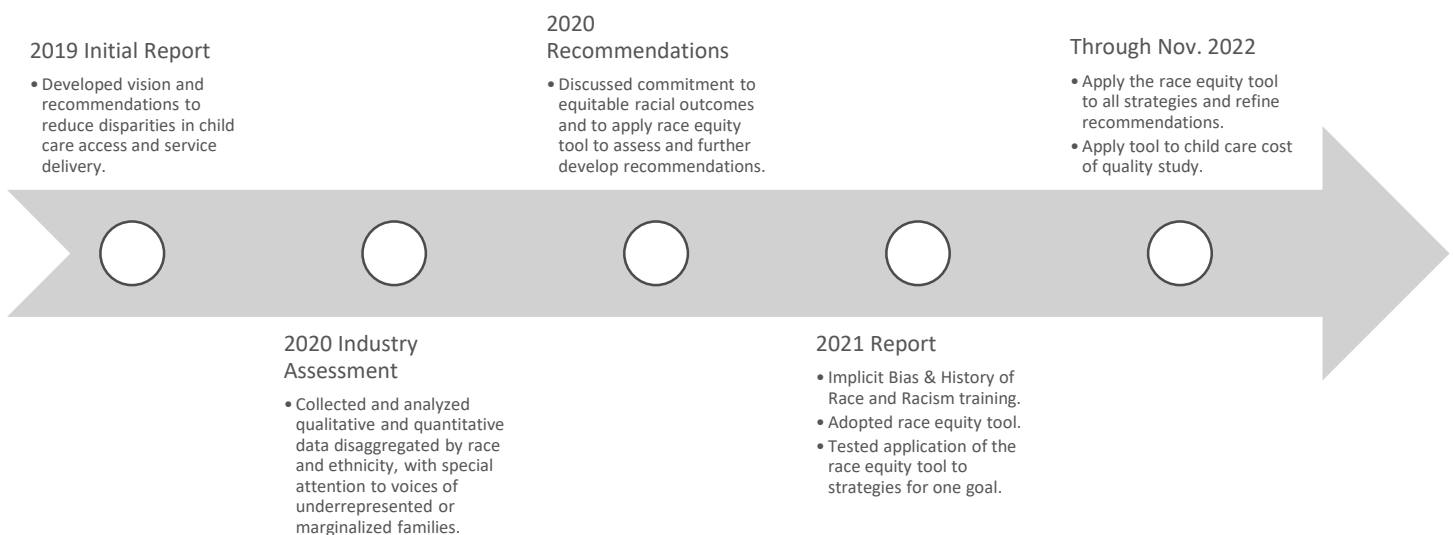 2019 Initial Report
• Developed vision and
recommendations to
reduce disparities in child
care access and service
delivery.
2020 Industry
Assessment
• Collected and analyzed
qualitative and quantitative
data disaggregated by race
and ethnicity, with special
attention to voices of
underrepresented or
marginalized families.
2020
Recommendations
• Discussed commitment to
equitable racial outcomes
and to apply race equity
tool to assess and further
develop recommendations.
2021 Report
• Implicit Bias & History of
Race and Racism training.
• Adopted race equity tool.
• Tested application of the
race equity tool to
strategies for one goal.
Through Nov. 2022
• Apply the race equity tool
to all strategies and refine
recommendations.
• Apply tool to child care cost
of quality study.